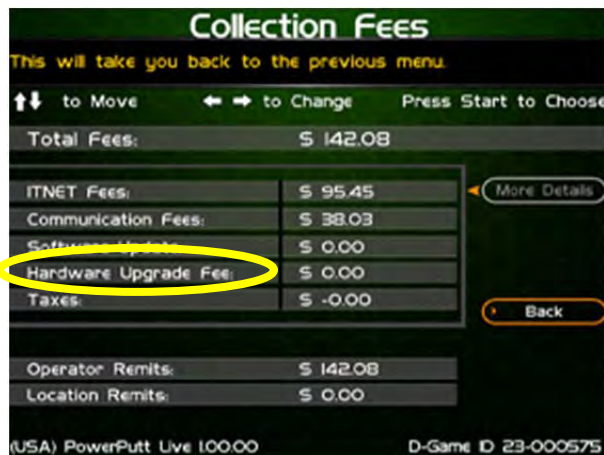 Collection Fees
This will take you back to the previous menu.
to Move to Change Press Start to Choose
Total Fees: $ 142.08
ITNET Fees: $ 95.45 More Details
Communication Fees: $ 38.03
Software Update: $ 0.00
Hardware Upgrade Fee: $ 0.00
Taxes: $ -0.00
Back
Operator Remits: $ 142.08
Location Remits: $ 0.00
(USA) PowerPutt Live 1.00.00 D-Game ID 23-000575